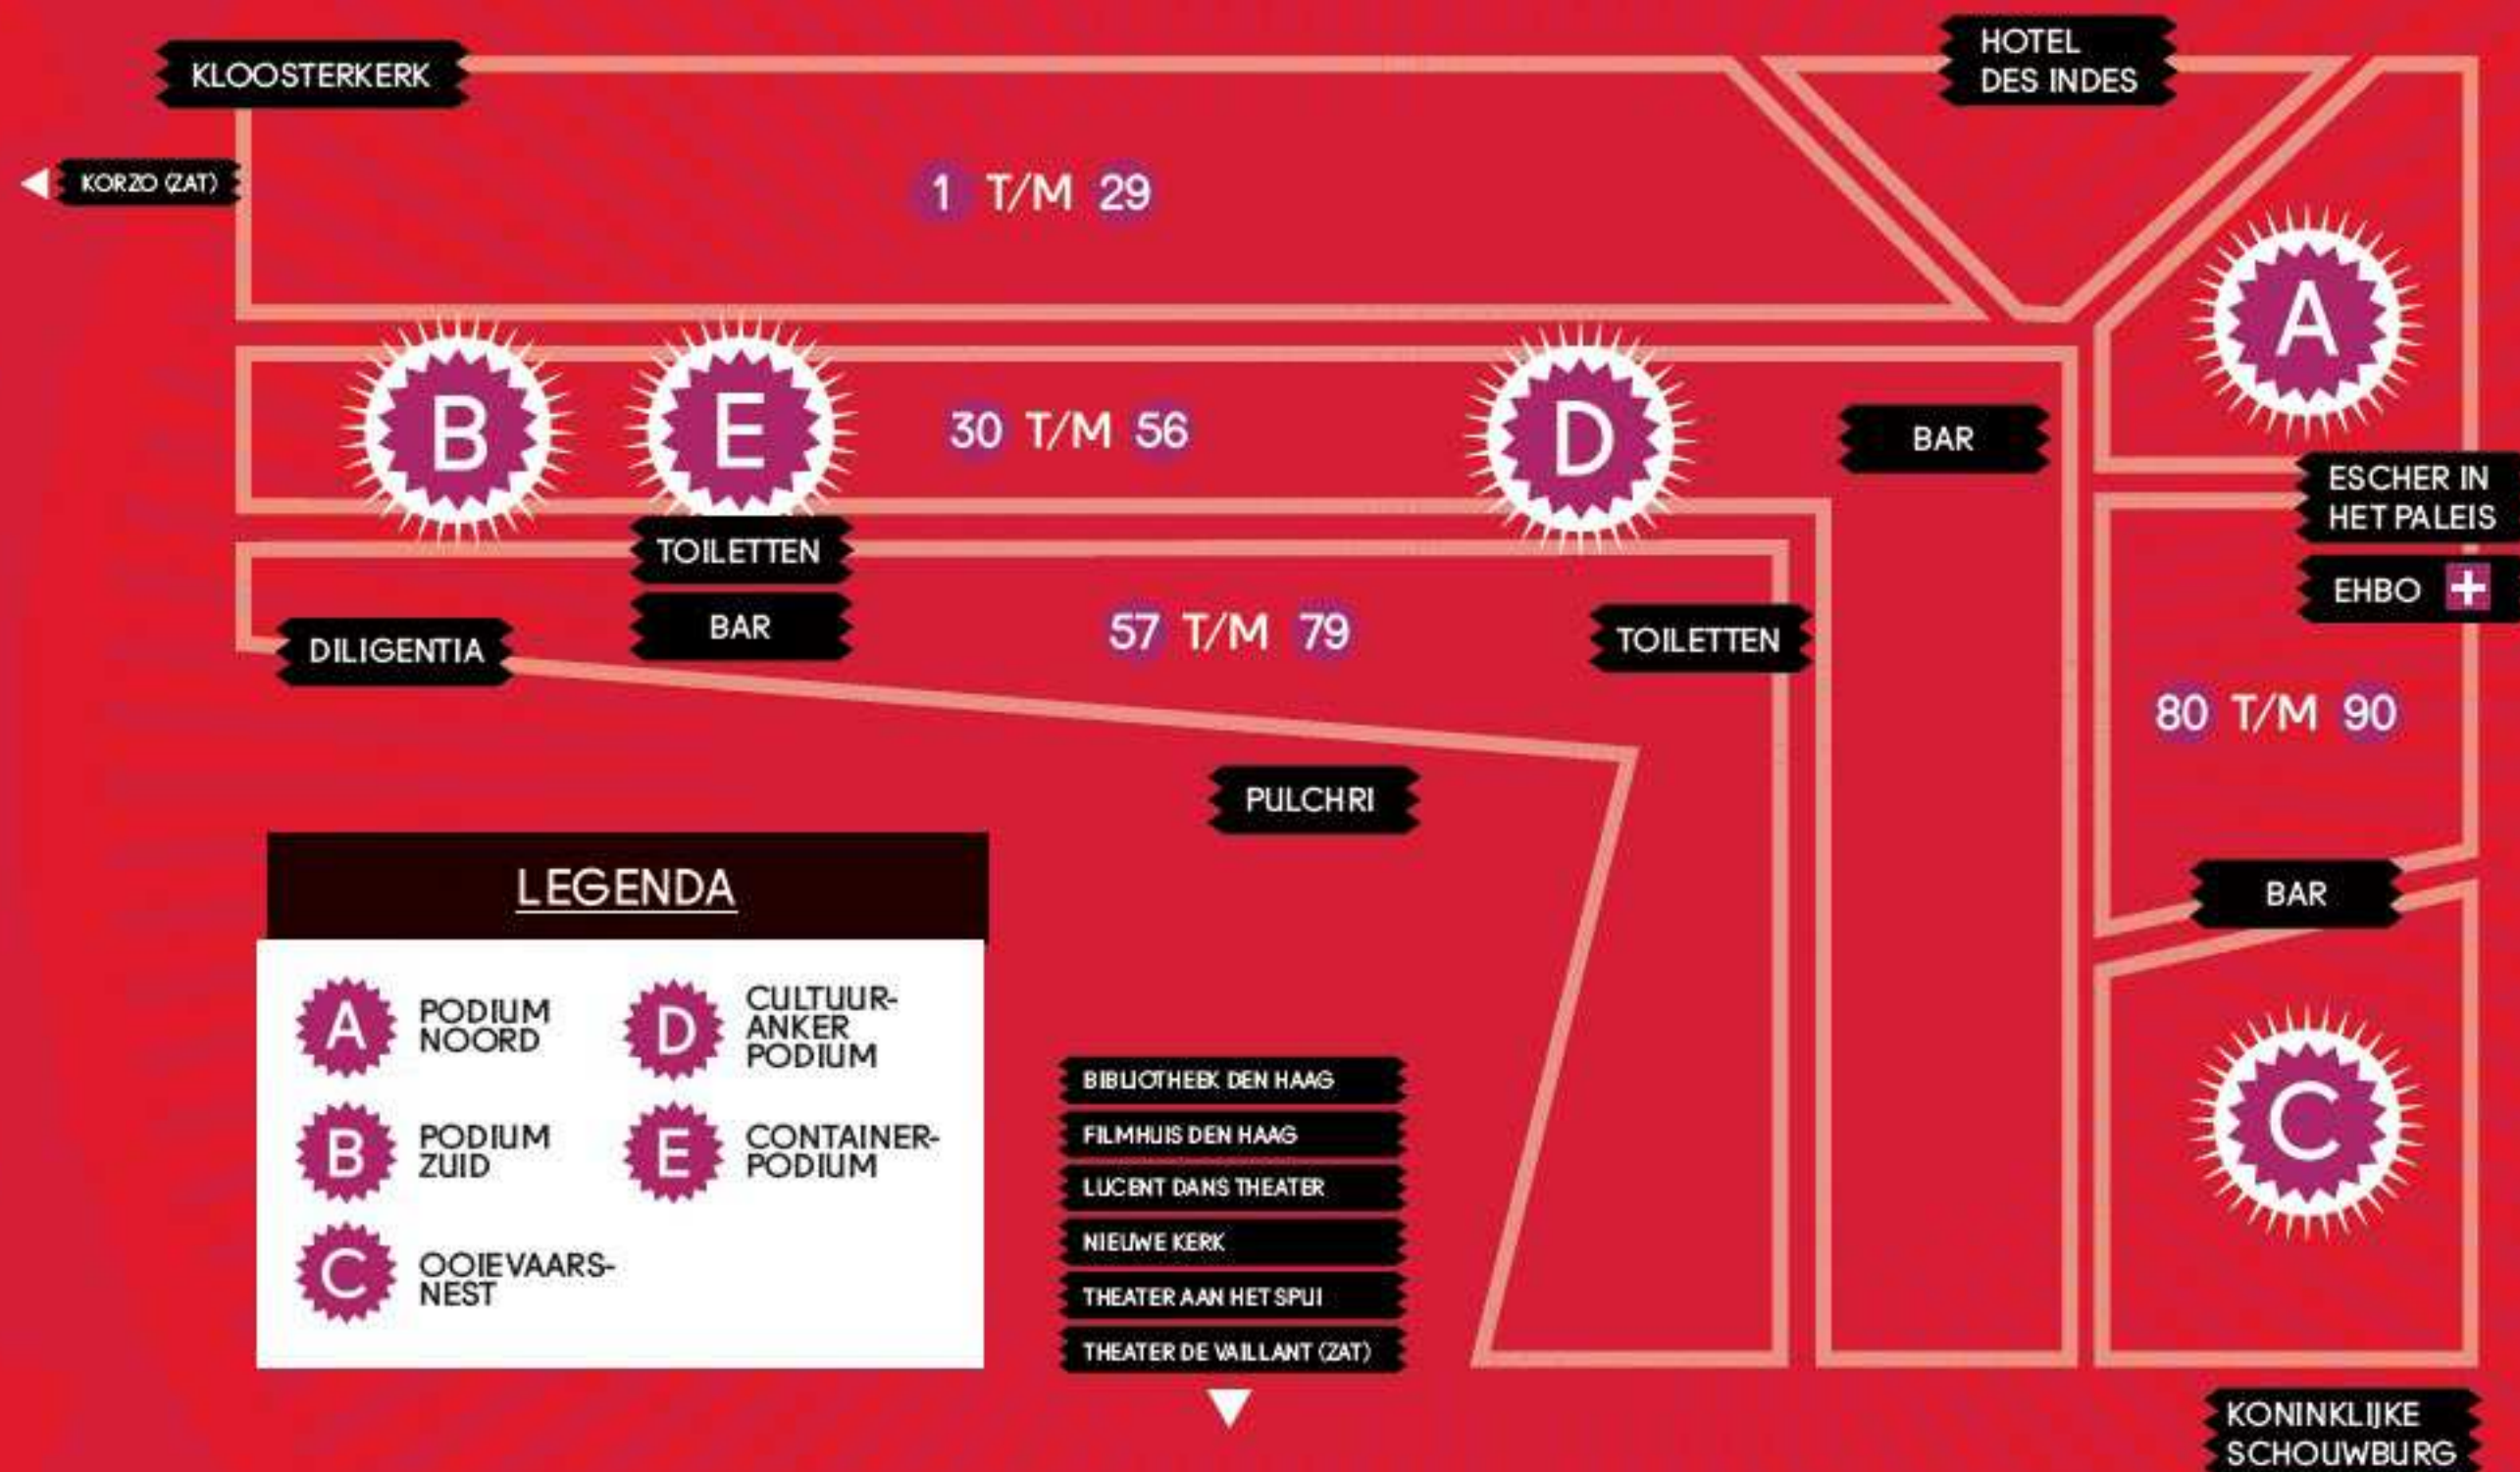 KLOOSTERKERK
HOTEL
DES INDES
KORZO (ZAT)
1 T/M 29
A
B
E
30 T/M 56
D
BAR
ESCHER IN
HET PALEIS
TOILETTEN
EHBO
BAR
57 T/M 79
TOILETTEN
DILIGENTIA
80 T/M 90
PULCHRI
BAR
C
LEGENDA
A
PODIUM
NOORD
B
PODIUM
ZUID
C
OOIEVAARS-
NEST
D
CULTUUR-
ANKER
PODIUM
E
CONTAINER-
PODIUM
BIBLIOTHEEK DEN HAAG
FILMHUIS DEN HAAG
LUCENT DANS THEATER
NIEUWE KERK
THEATER AAN HET SPUI
THEATER DE VAILLANT (ZAT)
KONINKLIJKE
SCHOUWBURG